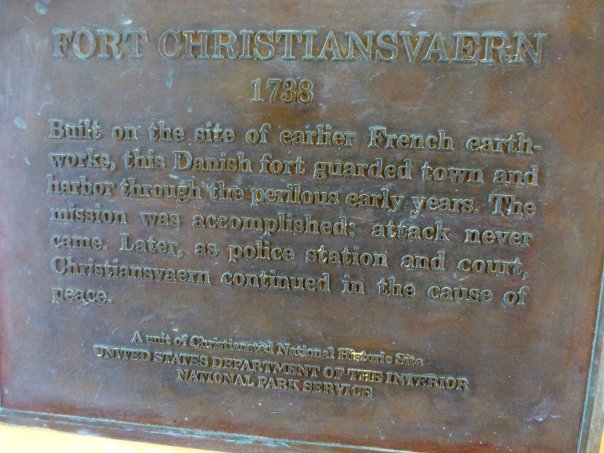 FORT CHRISTIANSVAERN
1738
Built on the site of earlier French earth-
works, this Danish fort guarded town and
harbor through the perilous early years. The
mission was accomplished: attack never
came. Later, as police station and court,
Christiansvaern continued in the cause of
peace.
A unit of Christiansted National Historic Site
UNITED STATES DEPARTMENT OF THE INTERIOR
NATIONAL PARK SERVICE